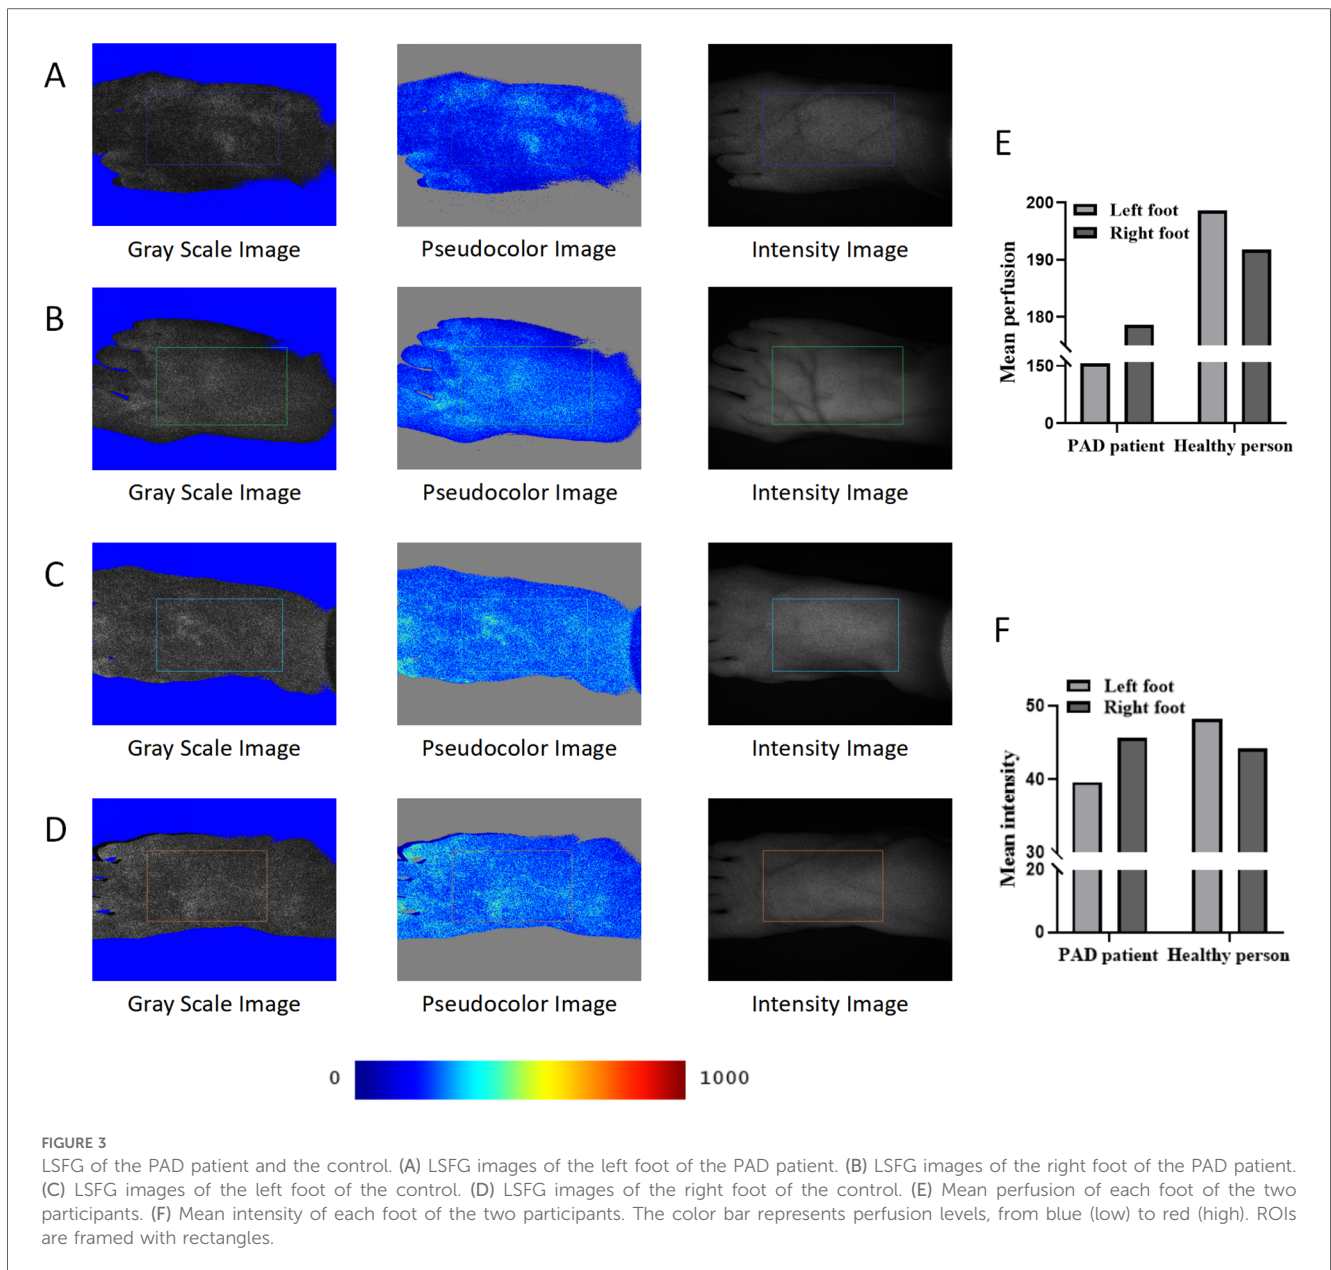 A
Gray Scale Image
Pseudocolor Image
Intensity Image
B
Gray Scale Image
Pseudocolor Image
Intensity Image
C
Gray Scale Image
Pseudocolor Image
Intensity Image
D
Gray Scale Image
Pseudocolor Image
Intensity Image
0
1000
E
Mean perfusion
200
190
180
150
0
Left foot
Right foot
PAD patient
Healthy person
F
Mean intensity
50
40
30
20
0
Left foot
Right foot
PAD patient
Healthy person
FIGURE 3
LSFG of the PAD patient and the control. (A) LSFG images of the left foot of the PAD patient. (B) LSFG images of the right foot of the PAD patient.
(C) LSFG images of the left foot of the control. (D) LSFG images of the right foot of the control. (E) Mean perfusion of each foot of the two
participants. (F) Mean intensity of each foot of the two participants. The color bar represents perfusion levels, from blue (low) to red (high). ROIs
are framed with rectangles.